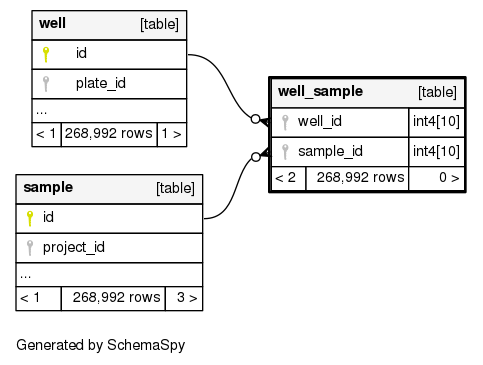 well [table]
id
plate_id
...
< 1 268,992 rows 1 >
well_sample [table]
well_id int4[10]
sample_id int4[10]
< 2 268,992 rows 0 >
sample [table]
id
project_id
...
< 1 268,992 rows 3 >
Generated by SchemaSpy